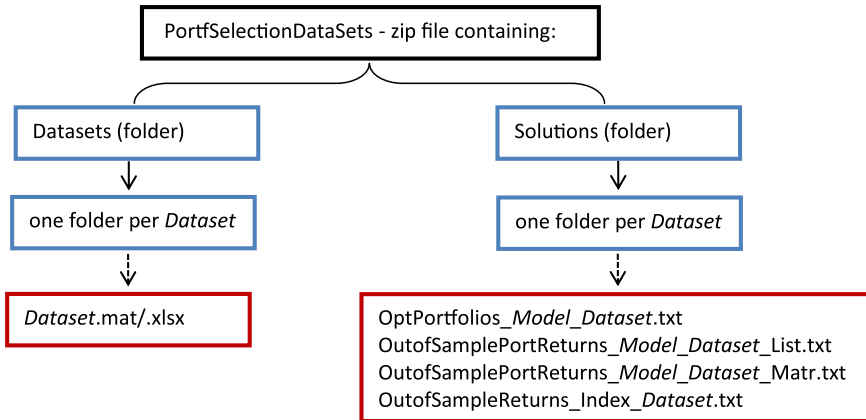 PortfSelectionDataSets - zip file containing:
Datasets (folder)
Solutions (folder)
one folder per Dataset
one folder per Dataset
Dataset.mat/.xlsx
OptPortfolios_Model_Dataset.txt
OutofSamplePortReturns_Model_Dataset_List.txt
OutofSamplePortReturns_Model_Dataset_Matr.txt
OutofSampleReturns_Index_Dataset.txt